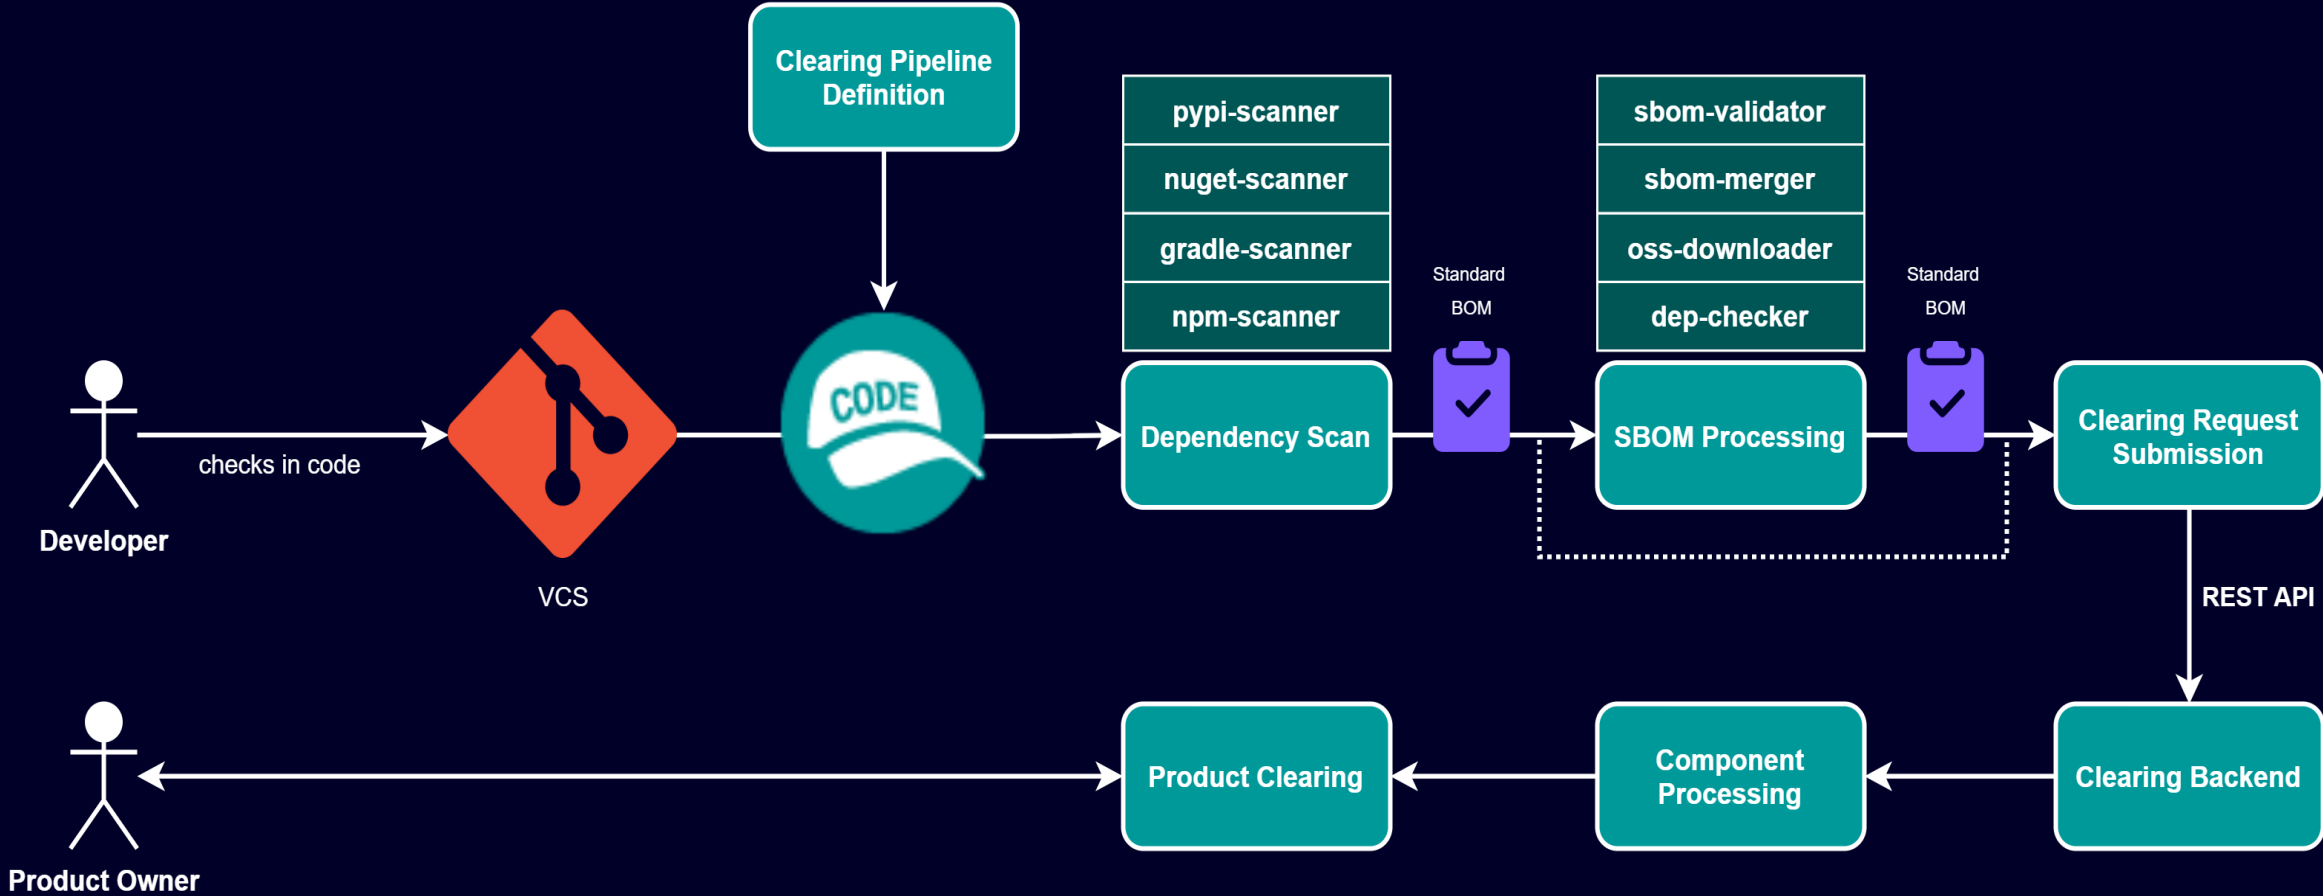 Clearing Pipeline
Definition
pypi-scanner
nuget-scanner
gradle-scanner
npm-scanner
sbom-validator
sbom-merger
oss-downloader
dep-checker
Standard
BOM
Standard
BOM
CODE
checks in code
Developer
VCS
Dependency Scan
SBOM Processing
Clearing Request
Submission
REST API
Product Owner
Product Clearing
Component
Processing
Clearing Backend